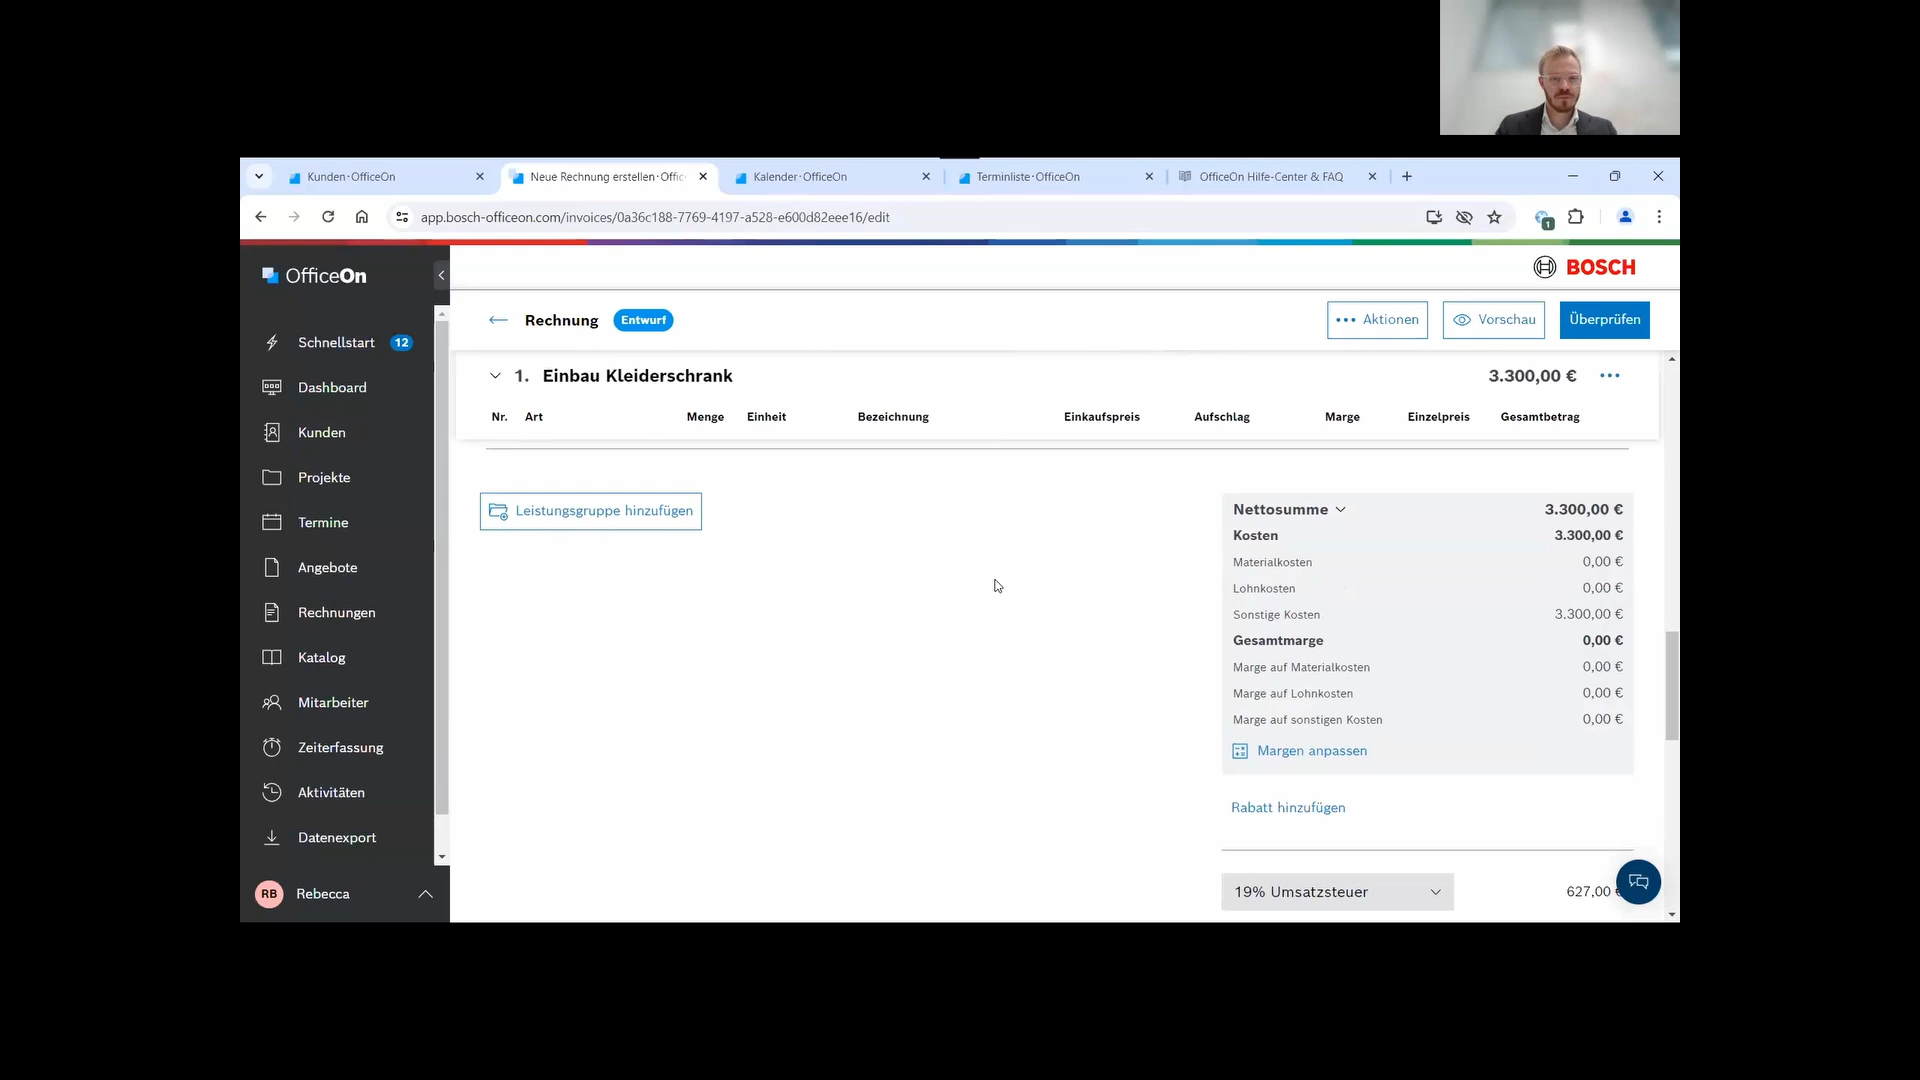 Kunden · OfficeOn
Neue Rechnung erstellen · Offic
Kalender · OfficeOn
Terminliste · OfficeOn
OfficeOn Hilfe-Center & FAQ
app.bosch-officeon.com/invoices/0a36c188-7769-4197-a528-e600d82eee16/edit
1
OfficeOn
BOSCH
Rechnung Entwurf
Aktionen
Vorschau
Überprüfen
Schnellstart 12
Dashboard
Kunden
Projekte
Termine
Angebote
Rechnungen
Katalog
Mitarbeiter
Zeiterfassung
Aktivitäten
Datenexport
RB Rebecca
1. Einbau Kleiderschrank 3.300,00 €
Nr. Art Menge Einheit Bezeichnung Einkaufspreis Aufschlag Marge Einzelpreis Gesamtbetrag
Leistungsgruppe hinzufügen
Nettosumme 3.300,00 €
Kosten 3.300,00 €
Materialkosten 0,00 €
Lohnkosten 0,00 €
Sonstige Kosten 3.300,00 €
Gesamtmarge 0,00 €
Marge auf Materialkosten 0,00 €
Marge auf Lohnkosten 0,00 €
Marge auf sonstigen Kosten 0,00 €
Margen anpassen
Rabatt hinzufügen
19% Umsatzsteuer 627,00 €